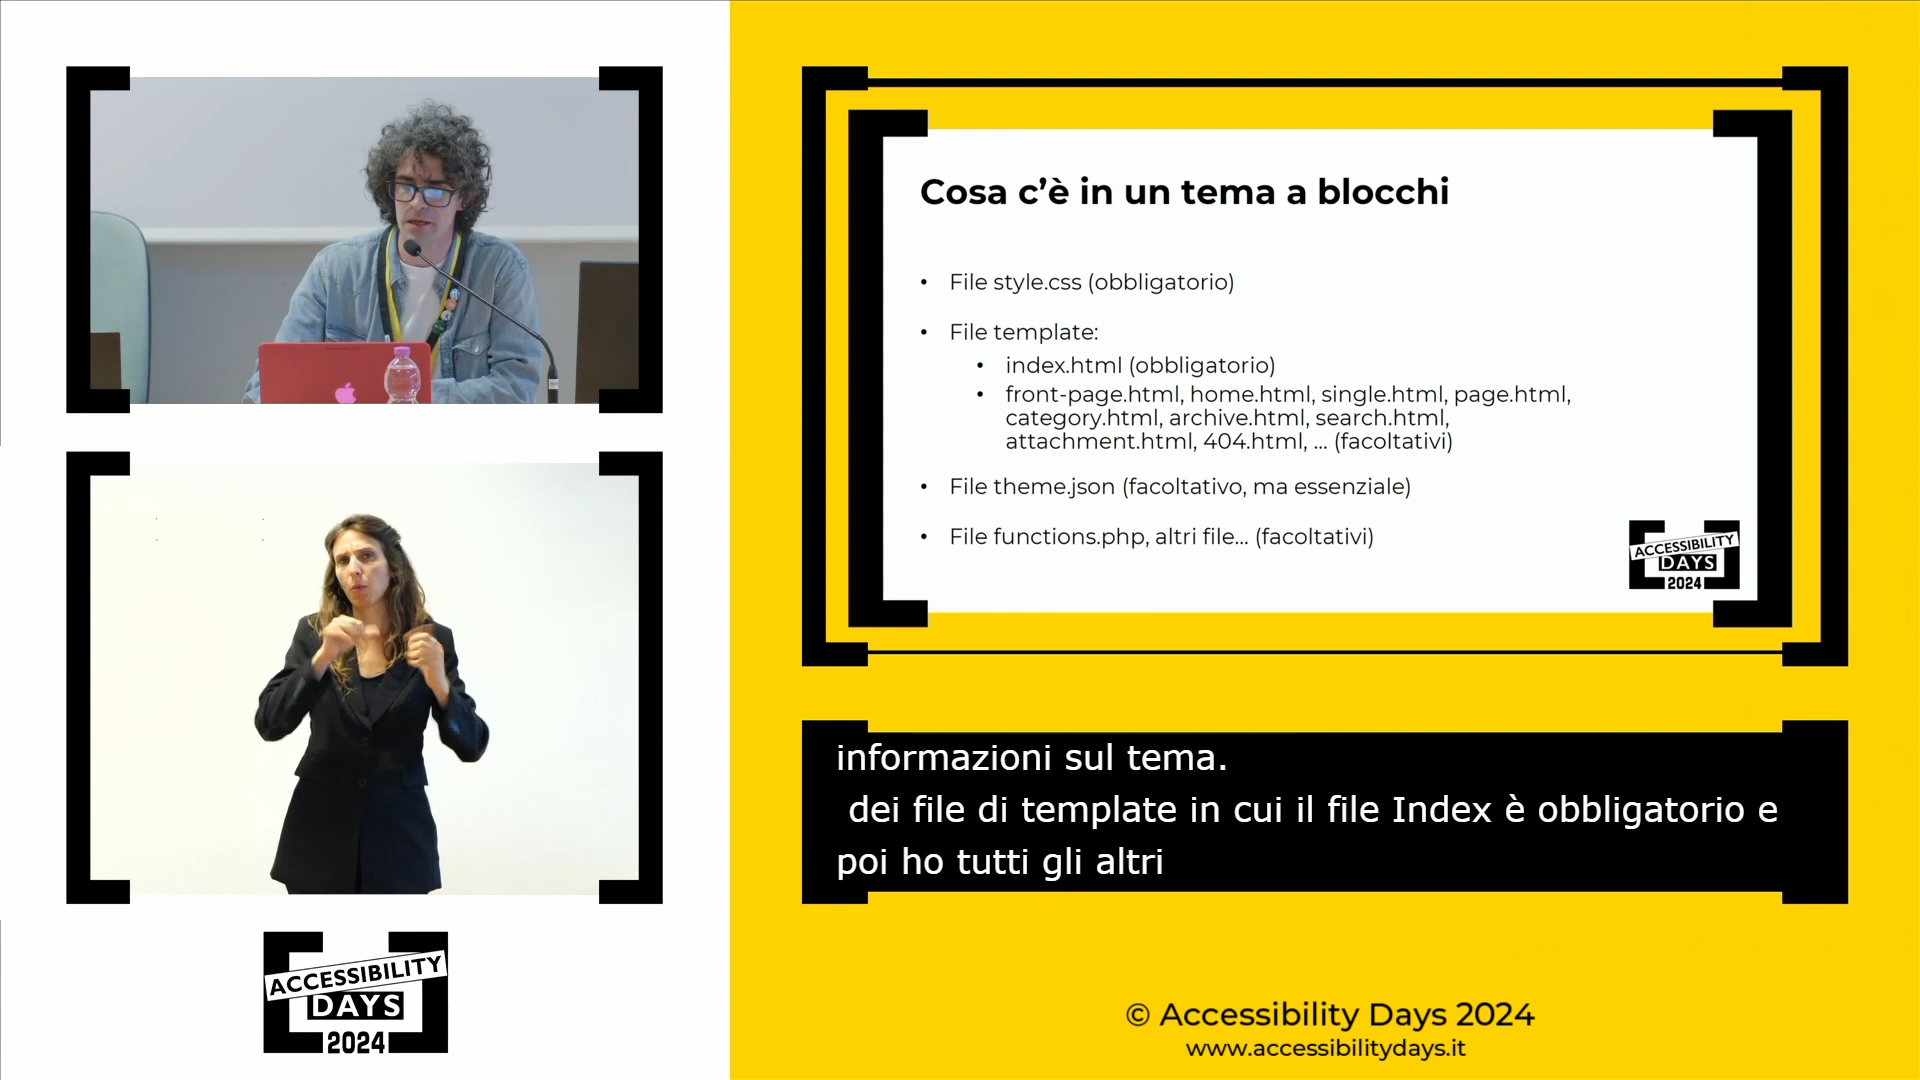 Cosa c’è in un tema a blocchi
• File style.css (obbligatorio)
• File template:
• index.html (obbligatorio)
• front-page.html, home.html, single.html, page.html,
category.html, archive.html, search.html,
attachment.html, 404.html, ... (facoltativi)
• File theme.json (facoltativo, ma essenziale)
• File functions.php, altri file... (facoltativi)
ACCESSIBILITY
DAYS
2024
informazioni sul tema.
dei file di template in cui il file Index è obbligatorio e
poi ho tutti gli altri
ACCESSIBILITY
DAYS
2024
© Accessibility Days 2024
www.accessibilitydays.it